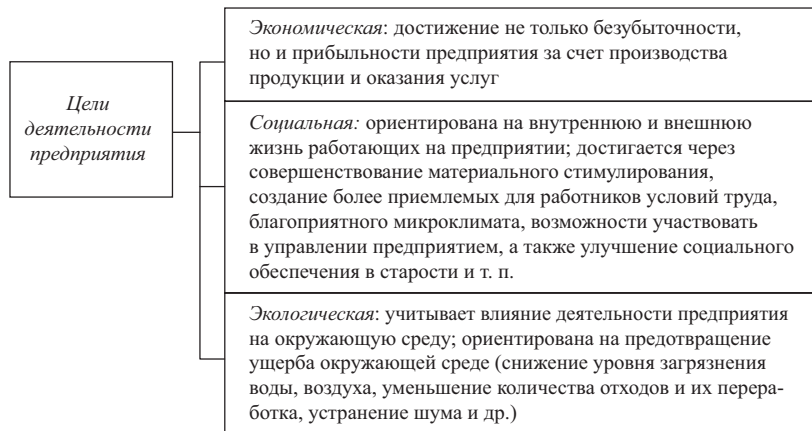 Цели
деятельности
предприятия
Экономическая: достижение не только безубыточности,
но и прибыльности предприятия за счет производства
продукции и оказания услуг
Социальная: ориентирована на внутреннюю и внешнюю
жизнь работающих на предприятии; достигается через
совершенствование материального стимулирования,
создание более приемлемых для работников условий труда,
благоприятного микроклимата, возможности участвовать
в управлении предприятием, а также улучшение социального
обеспечения в старости и т. п.
Экологическая: учитывает влияние деятельности предприятия
на окружающую среду; ориентирована на предотвращение
ущерба окружающей среде (снижение уровня загрязнения
воды, воздуха, уменьшение количества отходов и их перера-
ботка, устранение шума и др.)